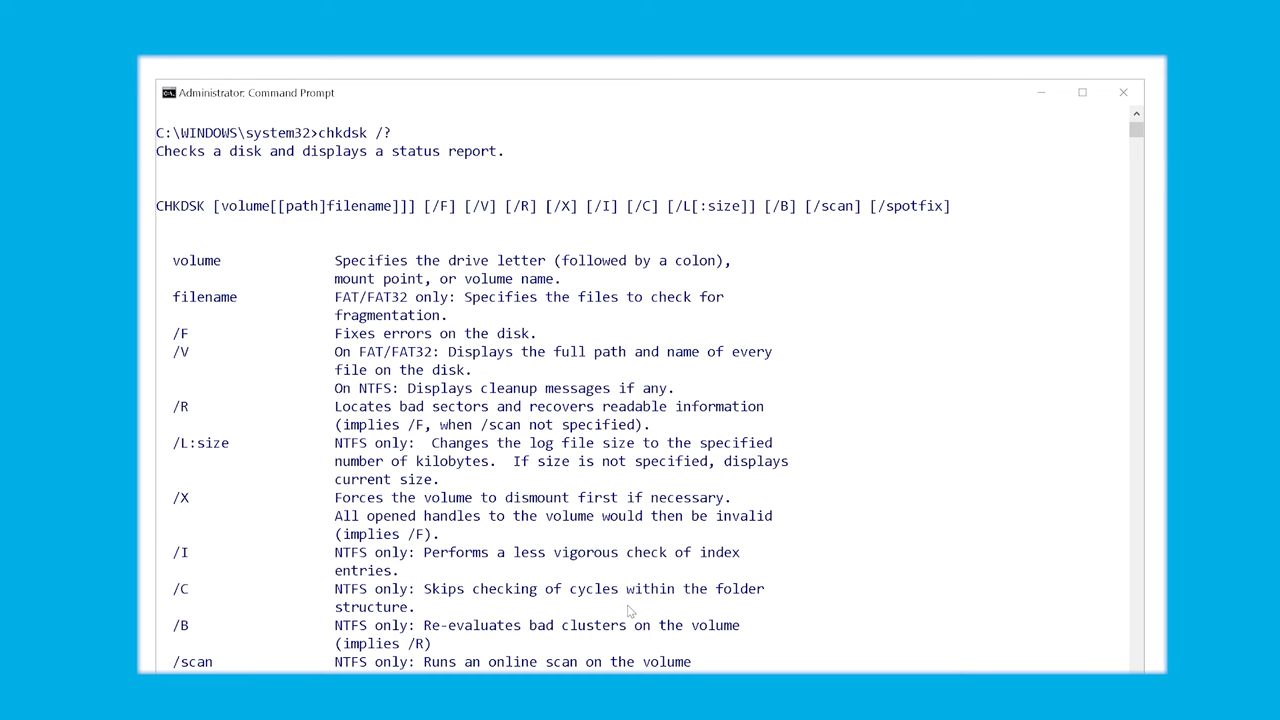 Administrator: Command Prompt
C:\WINDOWS\system32>chkdsk /?
Checks a disk and displays a status report.
CHKDSK [volume[[path]filename]]] [/F] [/V] [/R] [/X] [/I] [/C] [/L[:size]] [/B] [/scan] [/spotfix]
volume Specifies the drive letter (followed by a colon),
mount point, or volume name.
filename FAT/FAT32 only: Specifies the files to check for
fragmentation.
/F Fixes errors on the disk.
/V On FAT/FAT32: Displays the full path and name of every
file on the disk.
On NTFS: Displays cleanup messages if any.
/R Locates bad sectors and recovers readable information
(implies /F, when /scan not specified).
/L:size NTFS only:  Changes the log file size to the specified
number of kilobytes.  If size is not specified, displays
current size.
/X Forces the volume to dismount first if necessary.
All opened handles to the volume would then be invalid
(implies /F).
/I NTFS only: Performs a less vigorous check of index
entries.
/C NTFS only: Skips checking of cycles within the folder
structure.
/B NTFS only: Re-evaluates bad clusters on the volume
(implies /R)
/scan NTFS only: Runs an online scan on the volume